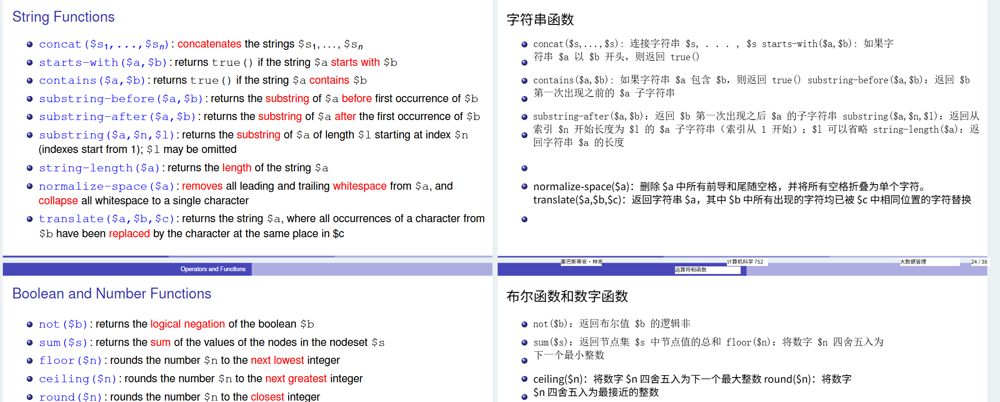 String Functions
concat($s1,...,$sn): concatenates the strings $s1,..., $sn
starts-with($a,$b): returns true() if the string $a starts with $b
contains($a,$b): returns true() if the string $a contains $b
substring-before($a,$b): returns the substring of $a before first occurrence of $b
substring-after($a,$b): returns the substring of $a after the first occurrence of $b
substring($a,$n,$l): returns the substring of $a of length $l starting at index $n
(indexes start from 1); $l may be omitted
string-length($a): returns the length of the string $a
normalize-space($a): removes all leading and trailing whitespace from $a, and
collapse all whitespace to a single character
translate($a,$b,$c): returns the string $a, where all occurrences of a character from
$b have been replaced by the character at the same place in $c
Operators and Functions
Boolean and Number Functions
not($b): returns the logical negation of the boolean $b
sum($s): returns the sum of the values of the nodes in the nodeset $s
floor($n): rounds the number $n to the next lowest integer
ceiling($n): rounds the number $n to the next greatest integer
round($n): rounds the number $n to the closest integer
字符串函数
concat($s,...,$s): 连接字符串 $s, . . . , $s starts-with($a,$b): 如果字
符串 $a 以 $b 开头，则返回 true()
contains($a,$b): 如果字符串 $a 包含 $b，则返回 true() substring-before($a,$b)：返回 $b
第一次出现之前的 $a 子字符串
substring-after($a,$b)：返回 $b 第一次出现之后 $a 的子字符串 substring($a,$n,$l)：返回从
索引 $n 开始长度为 $l 的 $a 子字符串（索引从 1 开始）；$l 可以省略 string-length($a)：返
回字符串 $a 的长度
normalize-space($a)：删除 $a 中所有前导和尾随空格，并将所有空格折叠为单个字符。
translate($a,$b,$c)：返回字符串 $a，其中 $b 中所有出现的字符均已被 $c 中相同位置的字符替换
塞巴斯蒂安·林克 计算机科学 752 大数据管理 24 / 38
运算符和函数
布尔函数和数字函数
not($b)：返回布尔值 $b 的逻辑非
sum($s)：返回节点集 $s 中节点值的总和 floor($n)：将数字 $n 四舍五入为
下一个最小整数
ceiling($n)：将数字 $n 四舍五入为下一个最大整数 round($n)：将数字
$n 四舍五入为最接近的整数